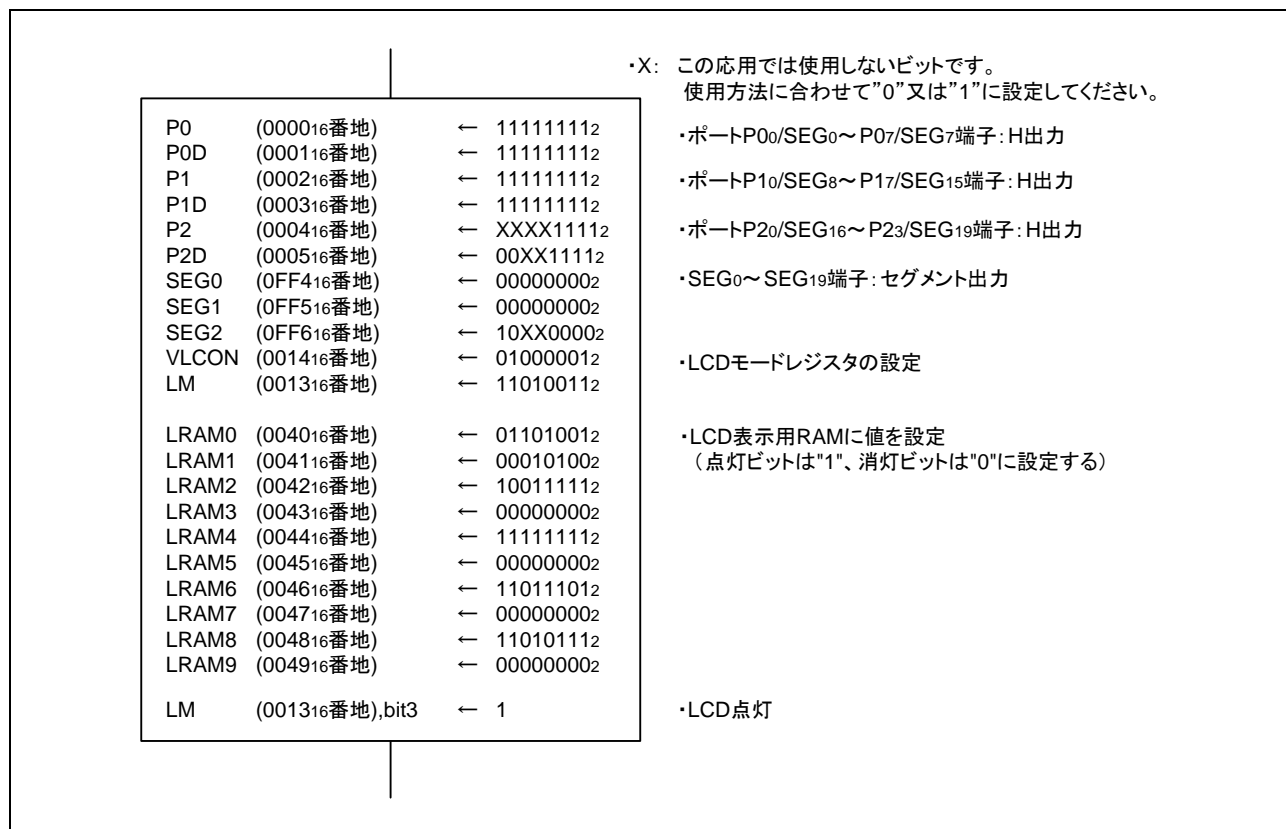 ・X: この応用では使用しないビットです。
使用方法に合わせて"0"又は"1"に設定してください。
P0 (000016番地) ← 111111112 ・ポートP00/SEG0～P07/SEG7端子:H出力
P0D (000116番地) ← 111111112
P1 (000216番地) ← 111111112 ・ポートP10/SEG8～P17/SEG15端子:H出力
P1D (000316番地) ← 111111112
P2 (000416番地) ← XXXX11112 ・ポートP20/SEG16～P23/SEG19端子:H出力
P2D (000516番地) ← 00XX11112
SEG0 (0FF416番地) ← 000000002 ・SEG0～SEG19端子:セグメント出力
SEG1 (0FF516番地) ← 000000002
SEG2 (0FF616番地) ← 10XX00002
VLCON (001416番地) ← 010000012 ・LCDモードレジスタの設定
LM (001316番地) ← 110100112
LRAM0 (004016番地) ← 011010012 ・LCD表示用RAMに値を設定
LRAM1 (004116番地) ← 000101002 (点灯ビットは"1"、消灯ビットは"0"に設定する)
LRAM2 (004216番地) ← 100111112
LRAM3 (004316番地) ← 000000002
LRAM4 (004416番地) ← 111111112
LRAM5 (004516番地) ← 000000002
LRAM6 (004616番地) ← 110111012
LRAM7 (004716番地) ← 000000002
LRAM8 (004816番地) ← 110101112
LRAM9 (004916番地) ← 000000002
LM (001316番地),bit3 ← 1 ・LCD点灯